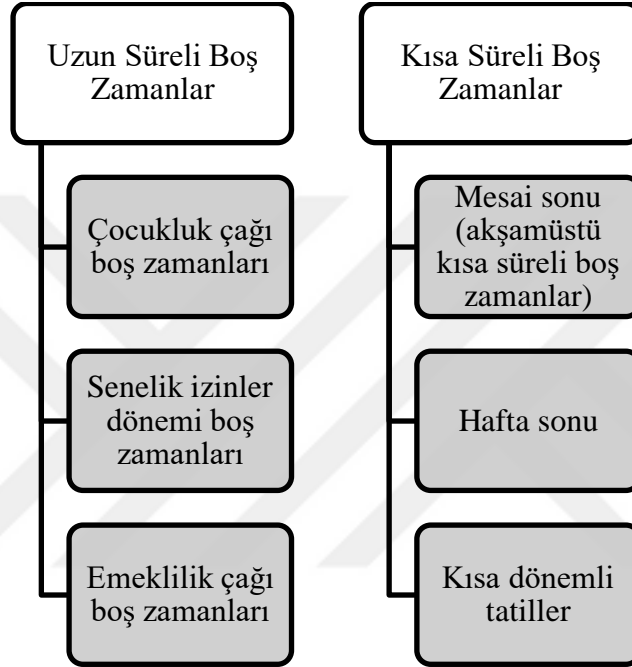 Uzun Süreli Boş
Zamanlar
Çocukluk çağı
boş zamanları
Senelik izinler
dönemi boş
zamanları
Emeklilik çağı
boş zamanları
Kısa Süreli Boş
Zamanlar
Mesai sonu
(akşamüstü
kısa süreli boş
zamanlar)
Hafta sonu
Kısa dönemli
tatiller